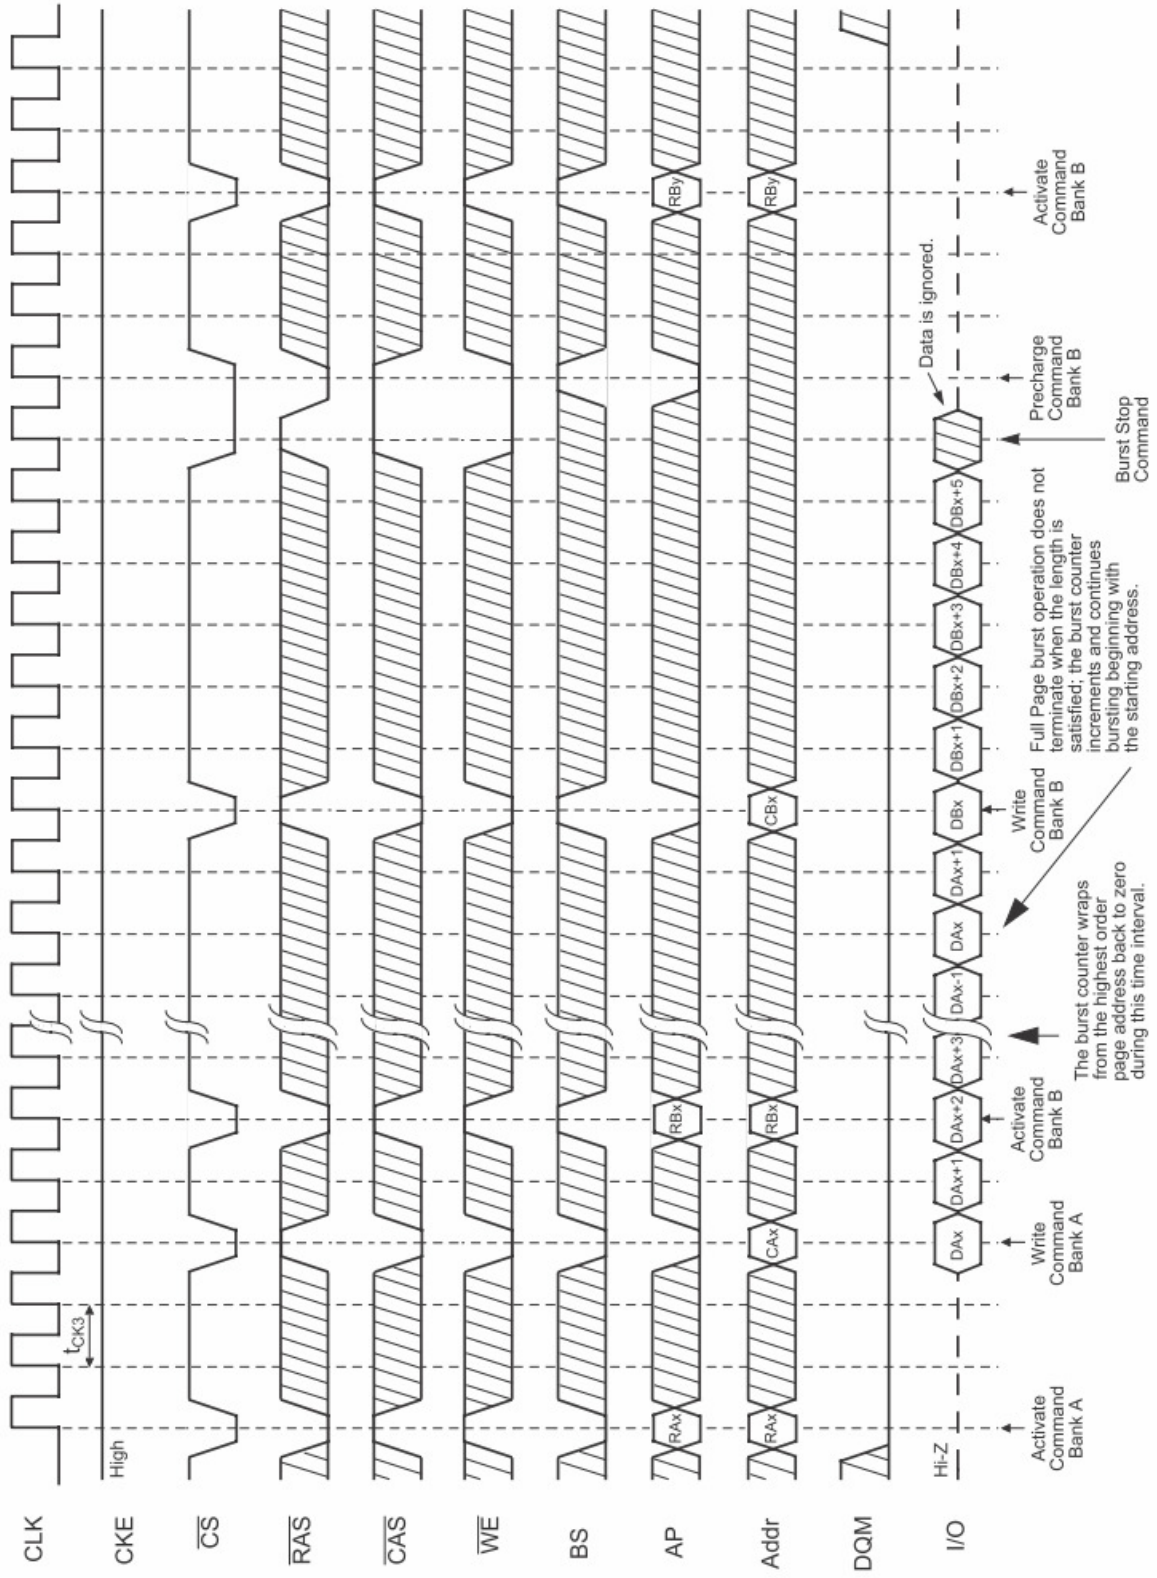 CLK
t_CK3
CKE
High
C̅S̅
R̅A̅S̅
C̅A̅S̅
W̅E̅
BS
AP
RAx
RBx
RBy
Addr
RAx
CAx
RBx
CBx
RBy
DQM
I/O
Hi-Z
DAx
DAx+1
DAx+2
DAx+3
DAx-1
DAx
DAx+1
DBx
DBx+1
DBx+2
DBx+3
DBx+4
DBx+5
Data is ignored.
Activate
Command
Bank A
Write
Command
Bank A
Activate
Command
Bank B
The burst counter wraps
from the highest order
page address back to zero
during this time interval.
Write
Command
Bank B
Full Page burst operation does not
terminate when the length is
satisfied; the burst counter
increments and continues
bursting beginning with
the starting address.
Burst Stop
Command
Precharge
Command
Bank B
Activate
Command
Bank B